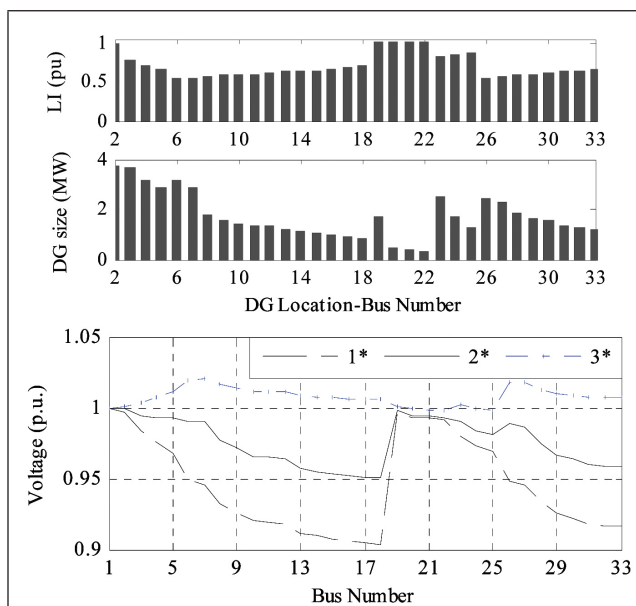 LI (pu)
1
0.5
0
2 6 10 14 18 22 26 29 33
DG size (MW)
4
2
0
2 6 10 14 18 22 26 29 33
DG Location-Bus Number
Voltage (p.u.)
1.05
1
0.95
0.9
1* 2* 3*
1 5 9 13 17 21 25 29 33
Bus Number